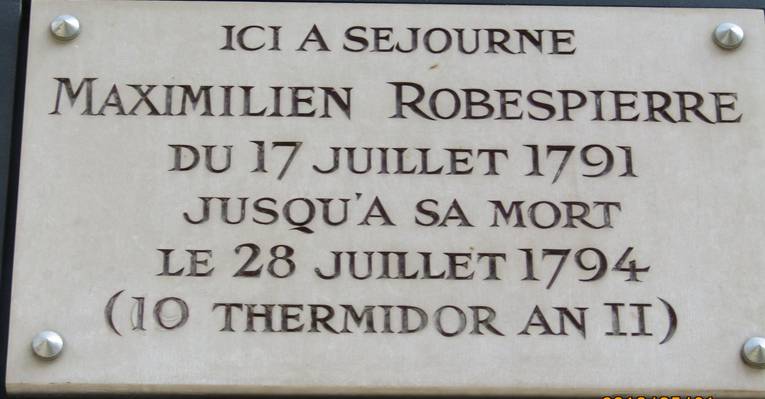 ICI A SEJOURNE
MAXIMILIEN ROBESPIERRE
DU 17 JUILLET 1791
JUSQU'A SA MORT
LE 28 JUILLET 1794
(10 THERMIDOR AN II)